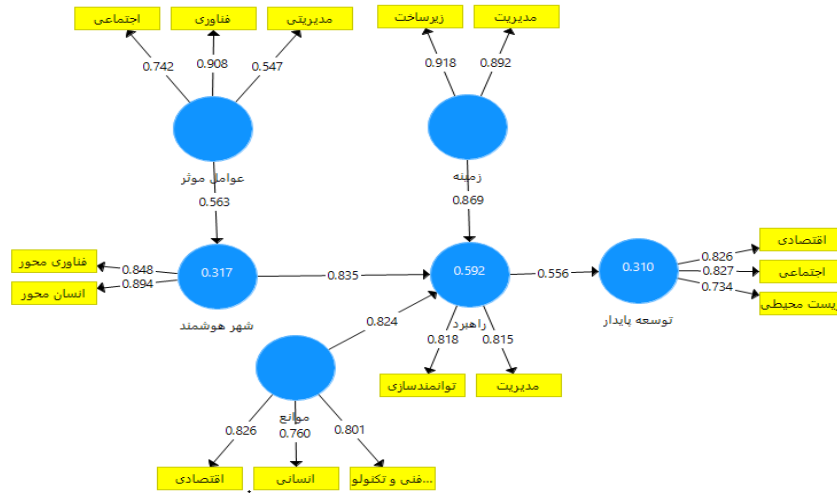 اجتماعی
فناوری
مدیریتی
زیرساخت
مدیریت
0.742
0.908
0.547
0.918
0.892
عوامل موثر
زمینه
0.563
0.869
فناوری محور
انسان محور
0.848
0.894
0.317
شهر هوشمند
0.835
0.592
راهبرد
0.556
0.310
توسعه پایدار
0.826
0.827
0.734
اقتصادی
اجتماعی
زیست محیطی
0.824
0.818
0.815
توانمندسازی
مدیریت
موانع
0.826
0.760
0.801
اقتصادی
انسانی
فنی و تکنولو...